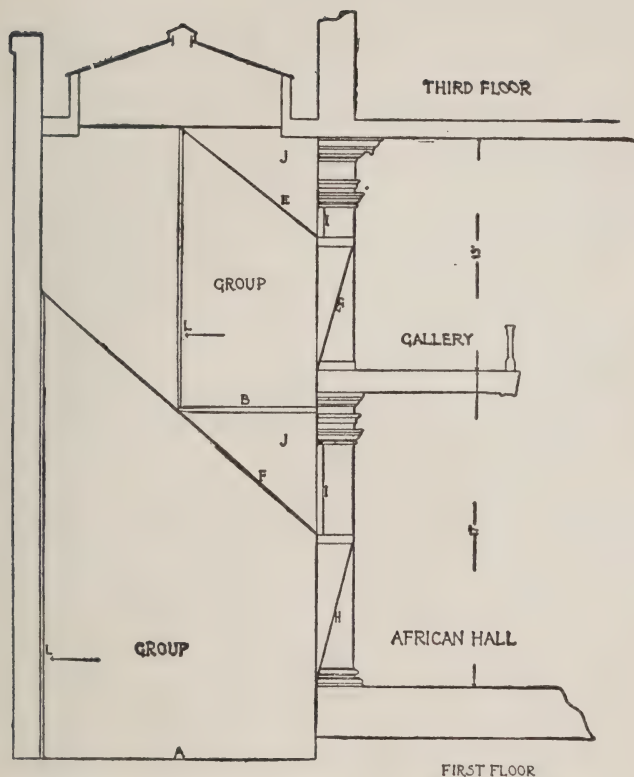 THIRD FLOOR
J
E
I
GROUP
G
L
GALLERY
B
J
F
I
H
AFRICAN HALL
GROUP
L
A
FIRST FLOOR